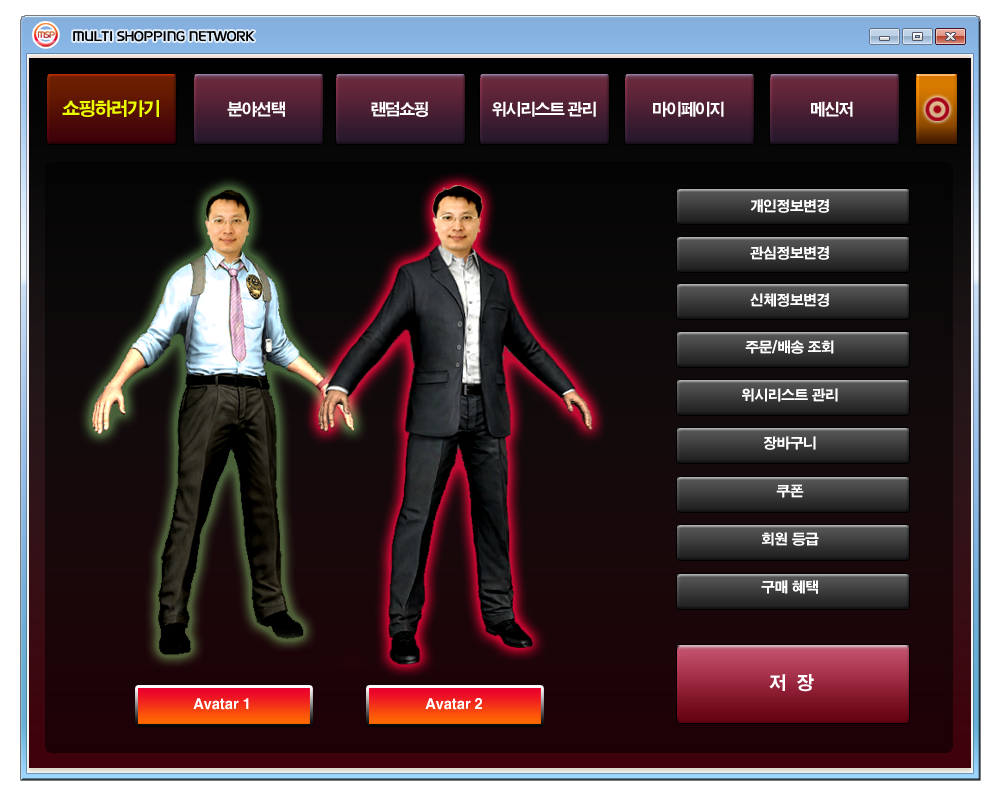 MSP
MULTI SHOPPING NETWORK
쇼핑하러가기
분야선택
랜덤쇼핑
위시리스트 관리
마이페이지
메신저
개인정보변경
관심정보변경
신체정보변경
주문/배송 조회
위시리스트 관리
장바구니
쿠폰
회원 등급
구매 혜택
저 장
Avatar 1
Avatar 2